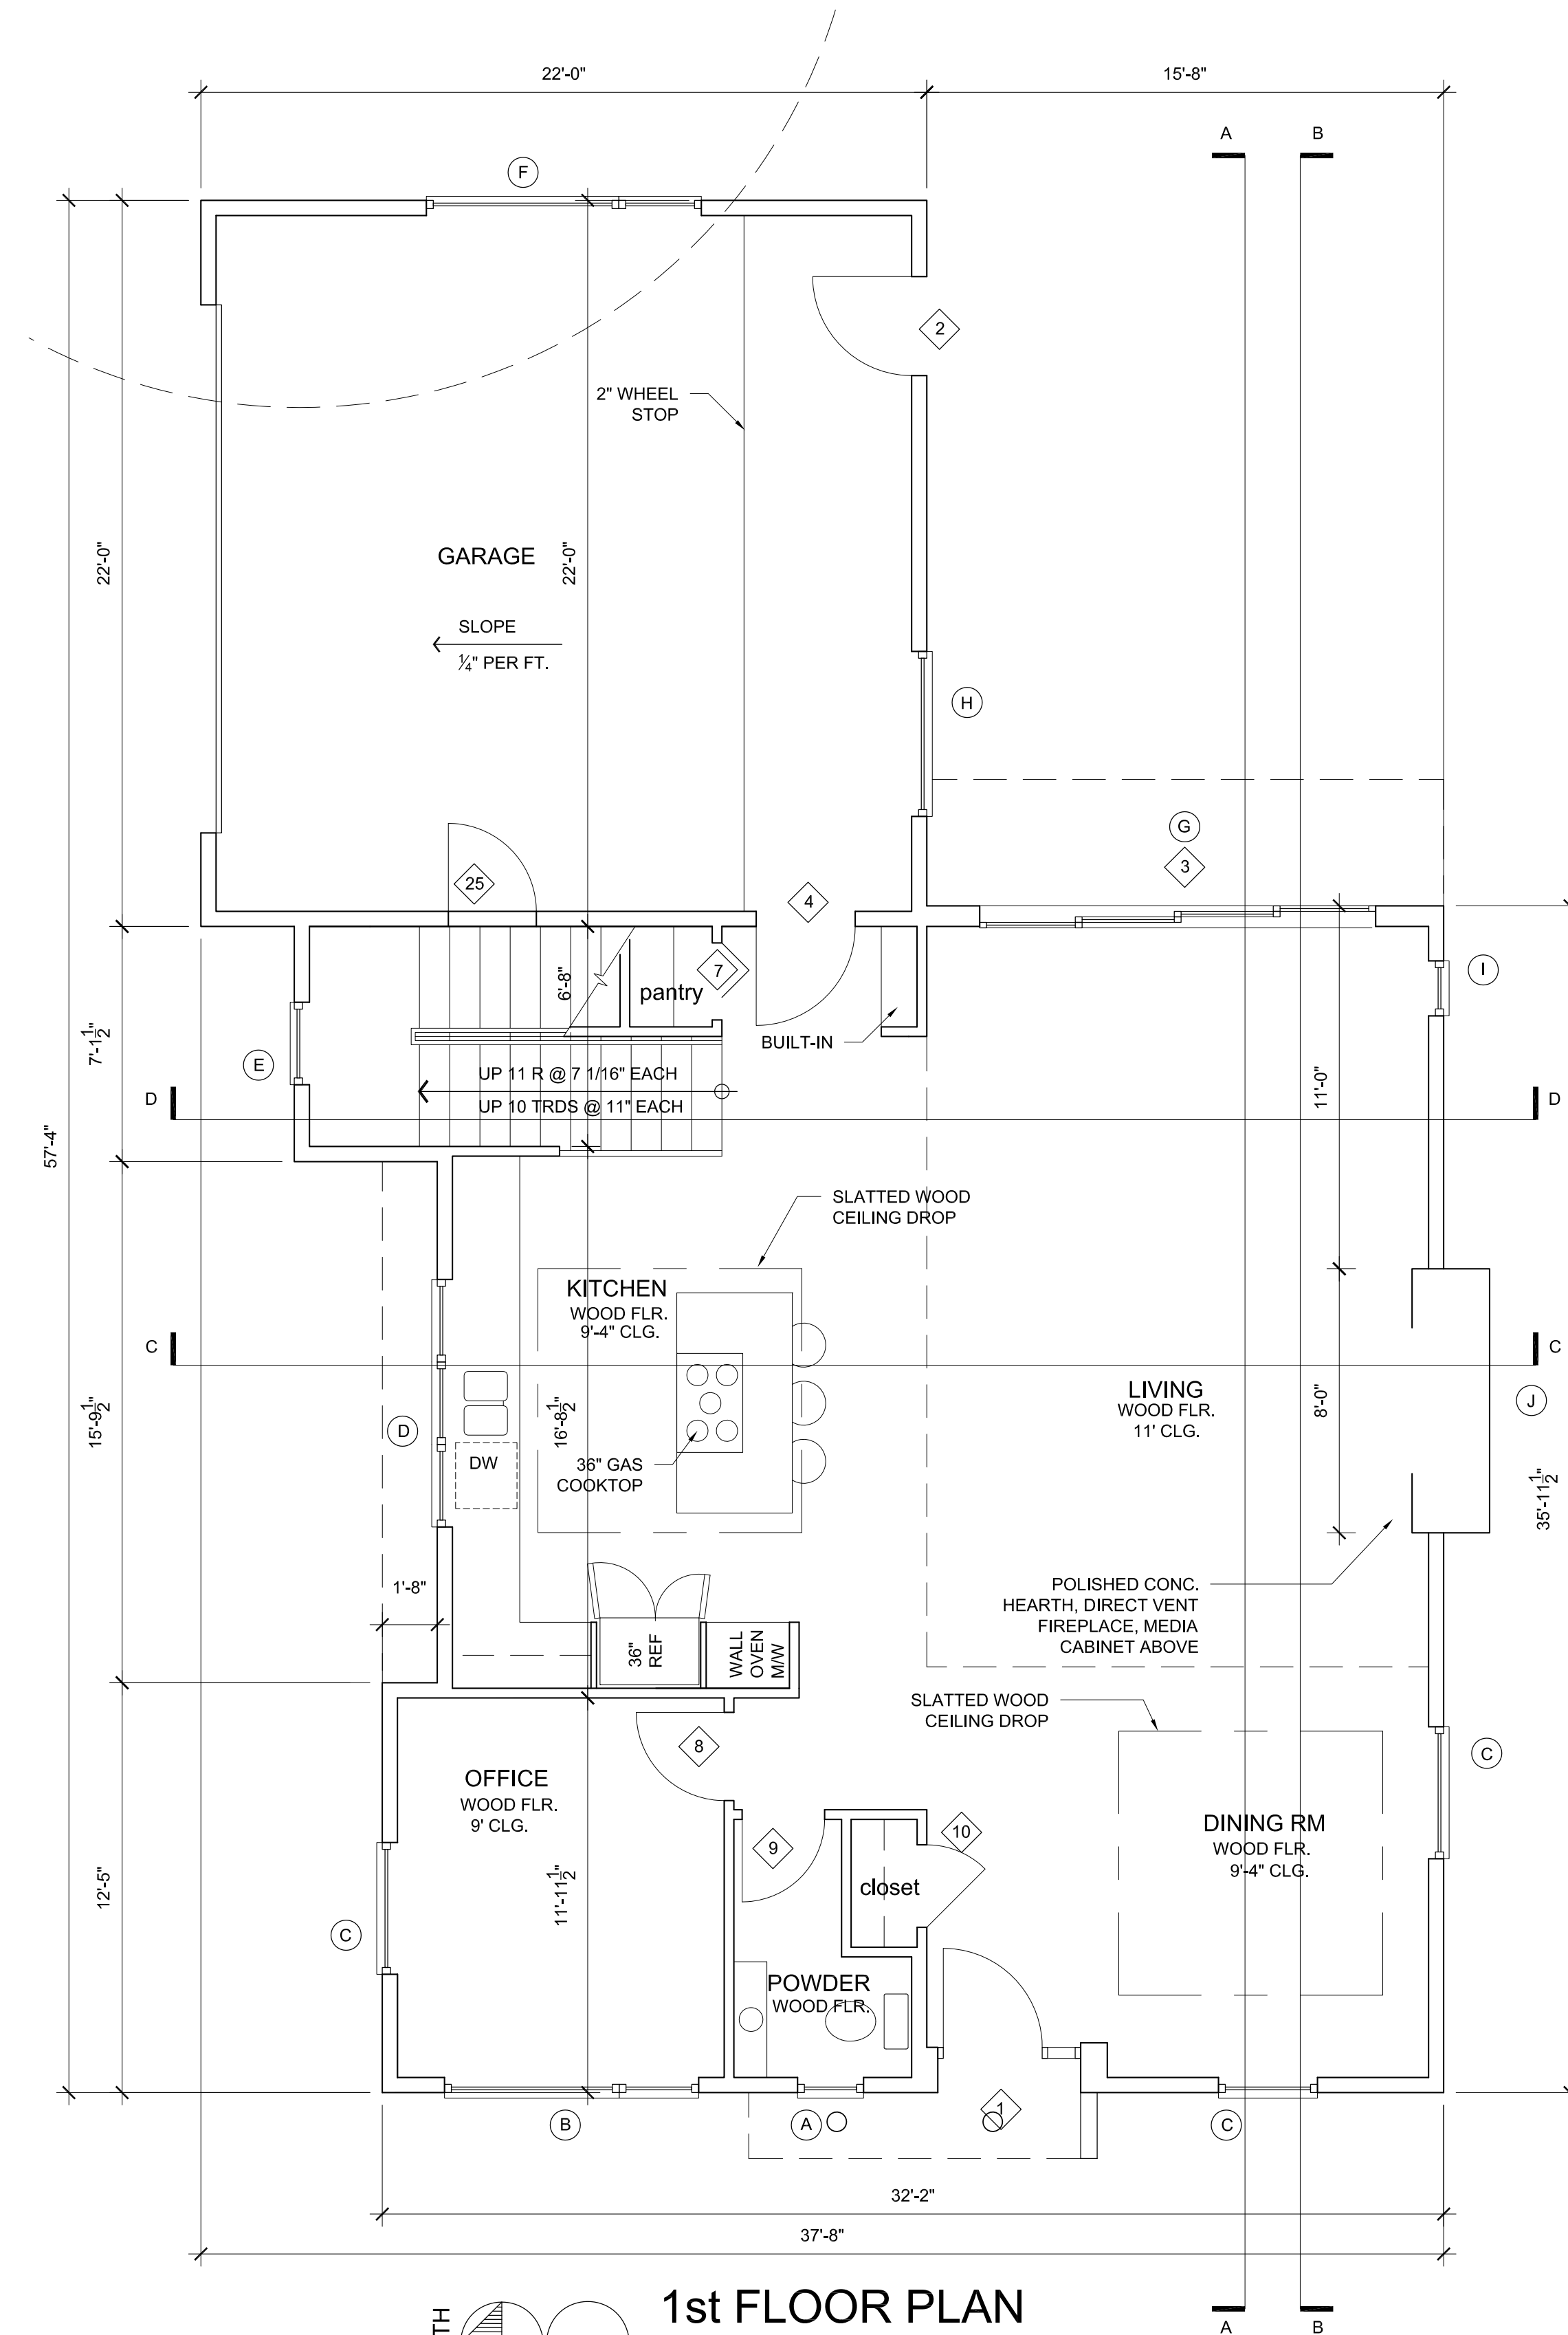 22'-0"
15'-8"
A
B
F
2
2" WHEEL
STOP
22'-0"
GARAGE
22'-0"
SLOPE
¼" PER FT.
H
G
3
25
4
7
I
6'-8"
pantry
BUILT-IN
7'-1½"
E
UP 11 R @ 7 1/16" EACH
UP 10 TRDS @ 11" EACH
11'-0"
D
D
57'-4"
SLATTED WOOD
CEILING DROP
KITCHEN
WOOD FLR.
9'-4" CLG.
C
C
LIVING
WOOD FLR.
11' CLG.
J
15'-9½"
D
16'-8½"
8'-0"
DW
36" GAS
COOKTOP
35'-11½"
1'-8"
POLISHED CONC.
HEARTH, DIRECT VENT
FIREPLACE, MEDIA
CABINET ABOVE
36"
REF
WALL
OVEN
M/W
SLATTED WOOD
CEILING DROP
8
C
OFFICE
WOOD FLR.
9' CLG.
9
10
DINING RM
WOOD FLR.
9'-4" CLG.
12'-5"
11'-11½"
closet
C
POWDER
WOOD FLR.
B
A
1
C
32'-2"
37'-8"
1st FLOOR PLAN
TH
A
B